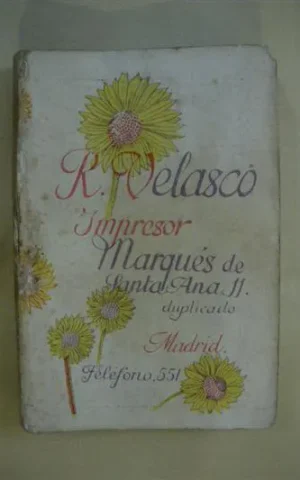 R. Velasco
Impresor
Marqués de
Santa Ana 11.
duplicado
Madrid.
Teléfono, 551